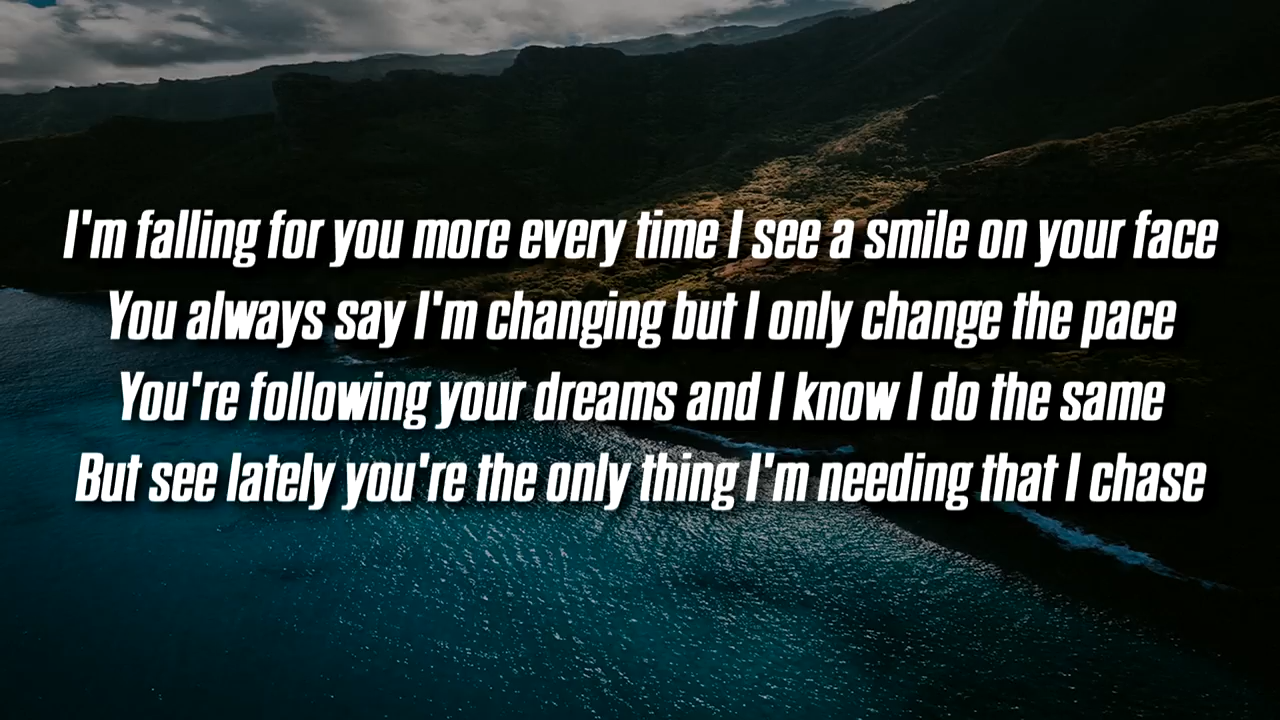 I'm falling for you more every time I see a smile on your face
You always say I'm changing but I only change the pace
You're following your dreams and I know I do the same
But see lately you're the only thing I'm needing that I chase